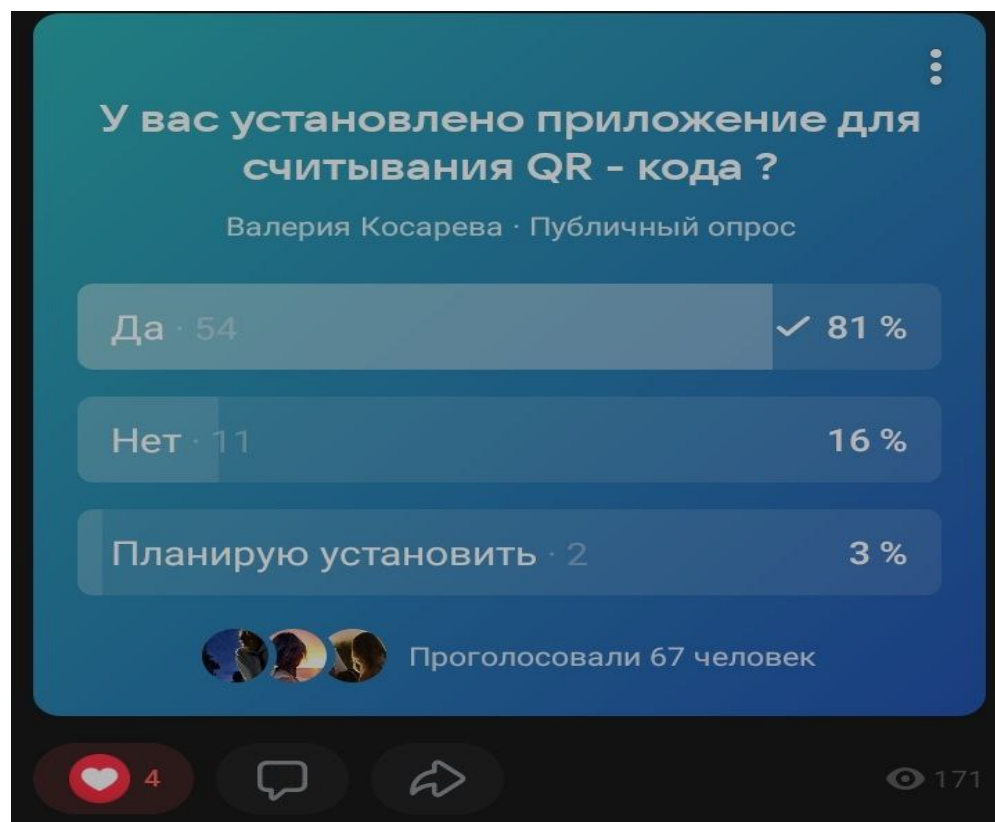 У вас установлено приложение для
считывания QR - кода ?
Валерия Косарева · Публичный опрос
Да · 54 81 %
Нет · 11 16 %
Планирую установить · 2 3 %
Проголосовали 67 человек
4 171